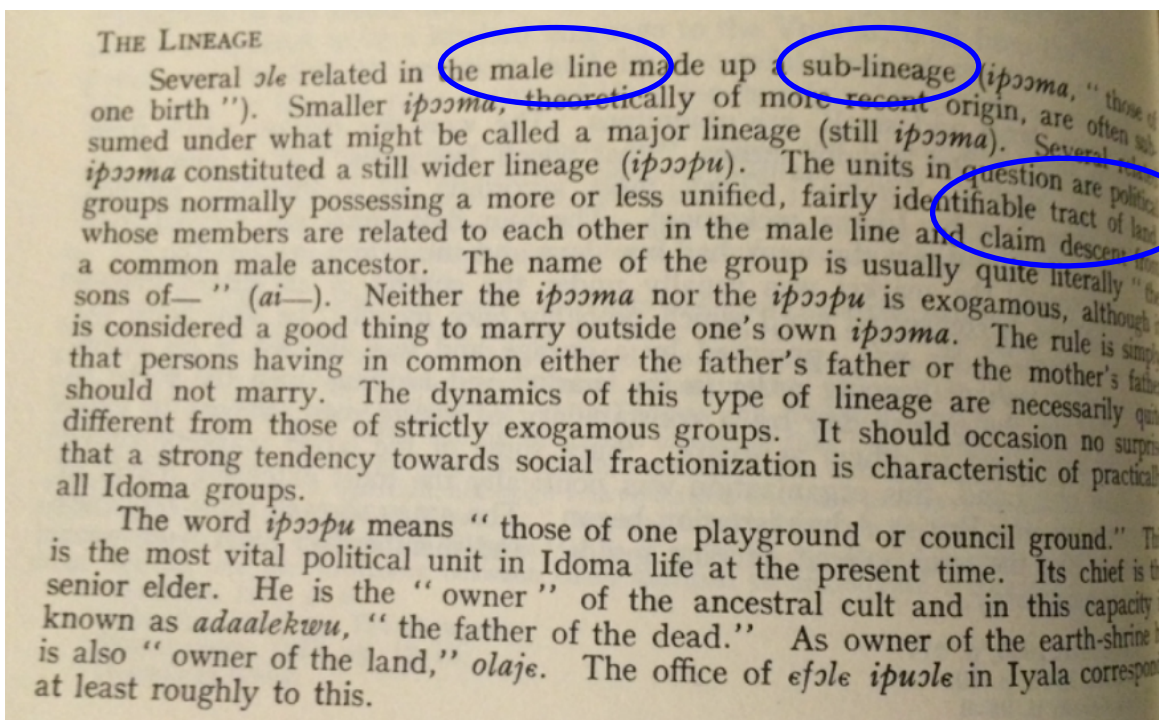 THE LINEAGE
Several ɔlɛ related in the male line made up a sub-lineage (ipɔɔma, “ those of
one birth ”). Smaller ipɔɔma, theoretically of more recent origin, are often sub-
sumed under what might be called a major lineage (still ipɔɔma). Several
ipɔɔma constituted a still wider lineage (ipɔɔpu). The units in question are political
groups normally possessing a more or less unified, fairly identifiable tract of land
whose members are related to each other in the male line and claim descent from
a common male ancestor. The name of the group is usually quite literally “ the
sons of— ” (ai—). Neither the ipɔɔma nor the ipɔɔpu is exogamous, although
is considered a good thing to marry outside one’s own ipɔɔma. The rule is simply
that persons having in common either the father’s father or the mother’s father
should not marry. The dynamics of this type of lineage are necessarily quite
different from those of strictly exogamous groups. It should occasion no surprise
that a strong tendency towards social fractionization is characteristic of practically
all Idoma groups.
The word ipɔɔpu means “ those of one playground or council ground.” This
is the most vital political unit in Idoma life at the present time. Its chief is the
senior elder. He is the “ owner ” of the ancestral cult and in this capacity
known as adaalekwu, “ the father of the dead.” As owner of the earth-shrine
is also “ owner of the land,” olajɛ. The office of ɛfɔlɛ ipuɔlɛ in Iyala correspond
at least roughly to this.